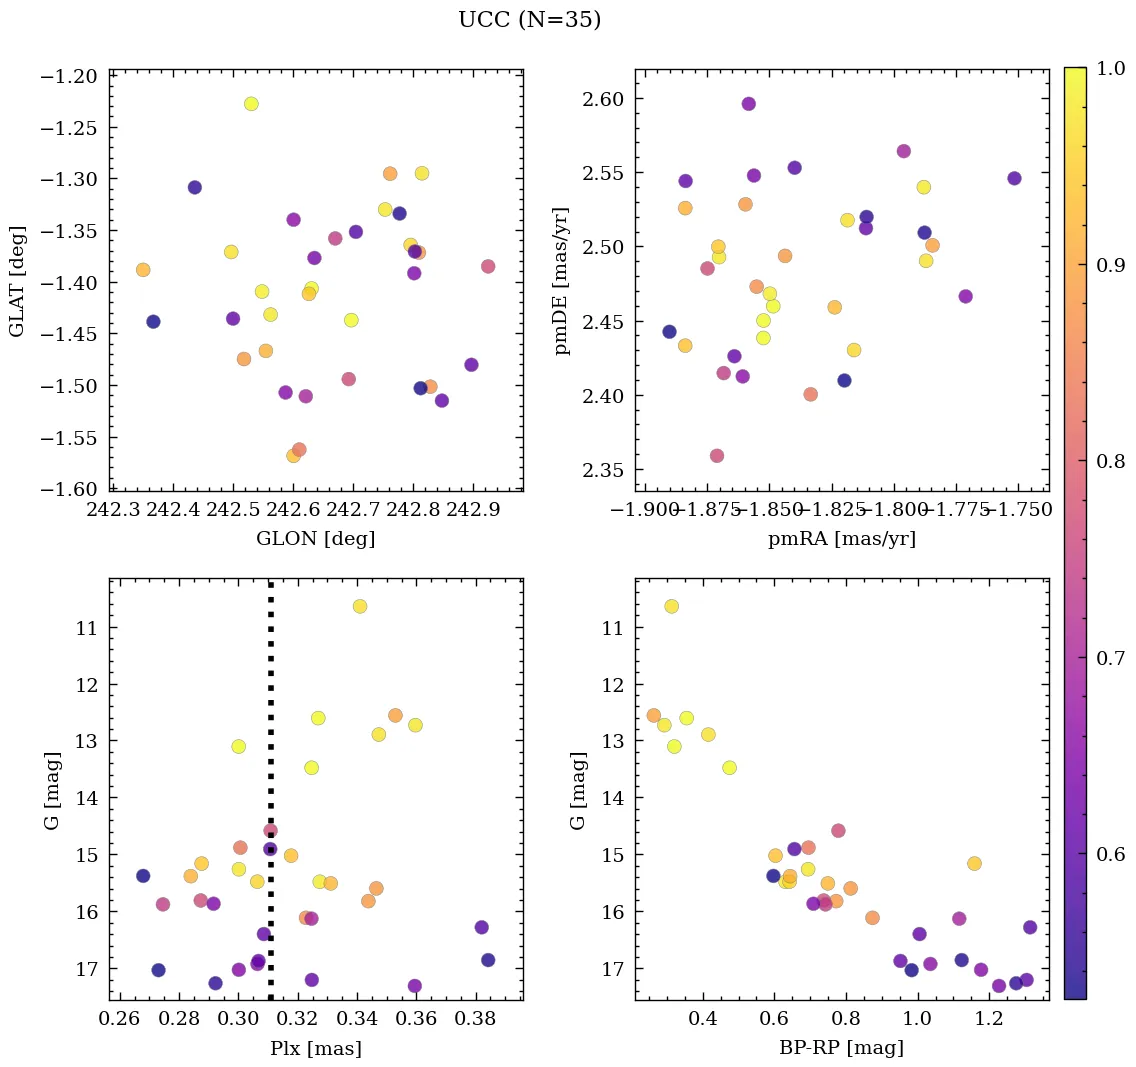 UCC (N=35)
−1.20
−1.25
−1.30
−1.35
−1.40
−1.45
−1.50
−1.55
−1.60
GLAT [deg]
242.3 242.4 242.5 242.6 242.7 242.8 242.9
GLON [deg]
2.60
2.55
2.50
2.45
2.40
2.35
pmDE [mas/yr]
−1.900 −1.875 −1.850 −1.825 −1.800 −1.775 −1.750
pmRA [mas/yr]
1.0
0.9
0.8
0.7
0.6
11
12
13
14
15
16
17
G [mag]
0.26 0.28 0.30 0.32 0.34 0.36 0.38
Plx [mas]
11
12
13
14
15
16
17
G [mag]
0.4 0.6 0.8 1.0 1.2
BP-RP [mag]